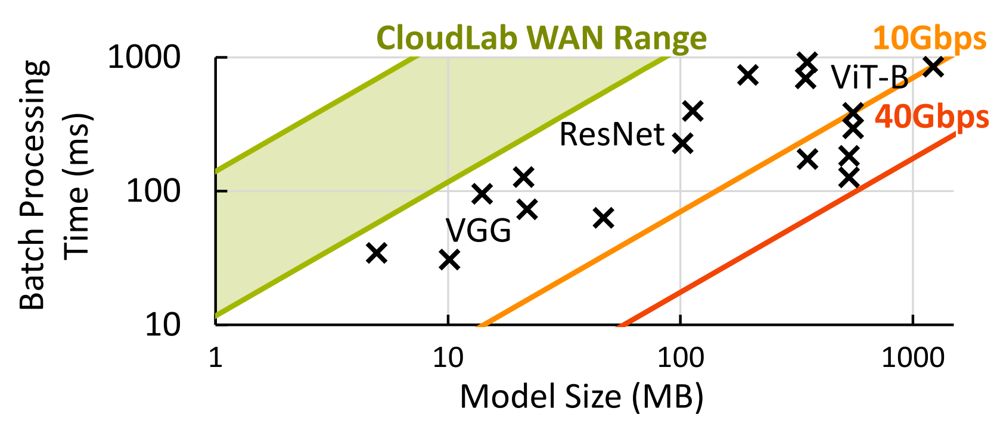 CloudLab WAN Range
10Gbps
1000
ViT-B
40Gbps
ResNet
100
VGG
10
1
10
100
1000
Model Size (MB)
Batch Processing
Time (ms)